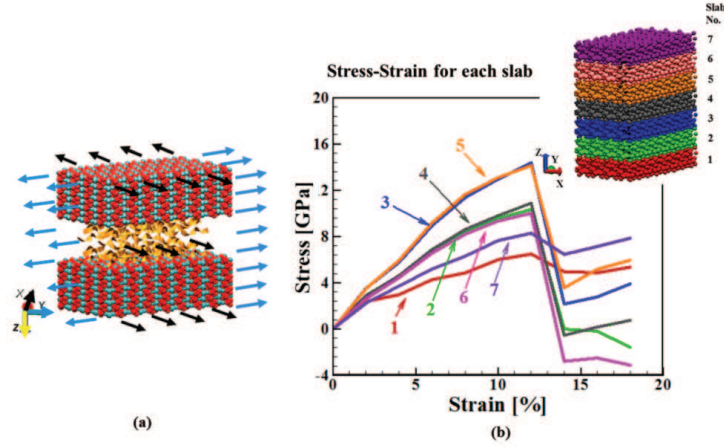 Slab
No.
7
6
5
4
3
2
1
Stress-Strain for each slab
20
16
12
8
4
0
-4
Stress [GPa]
0
5
10
15
20
Strain [%]
1
2
3
4
5
6
7
Z
Y
X
X
Y
Z
(a)
(b)